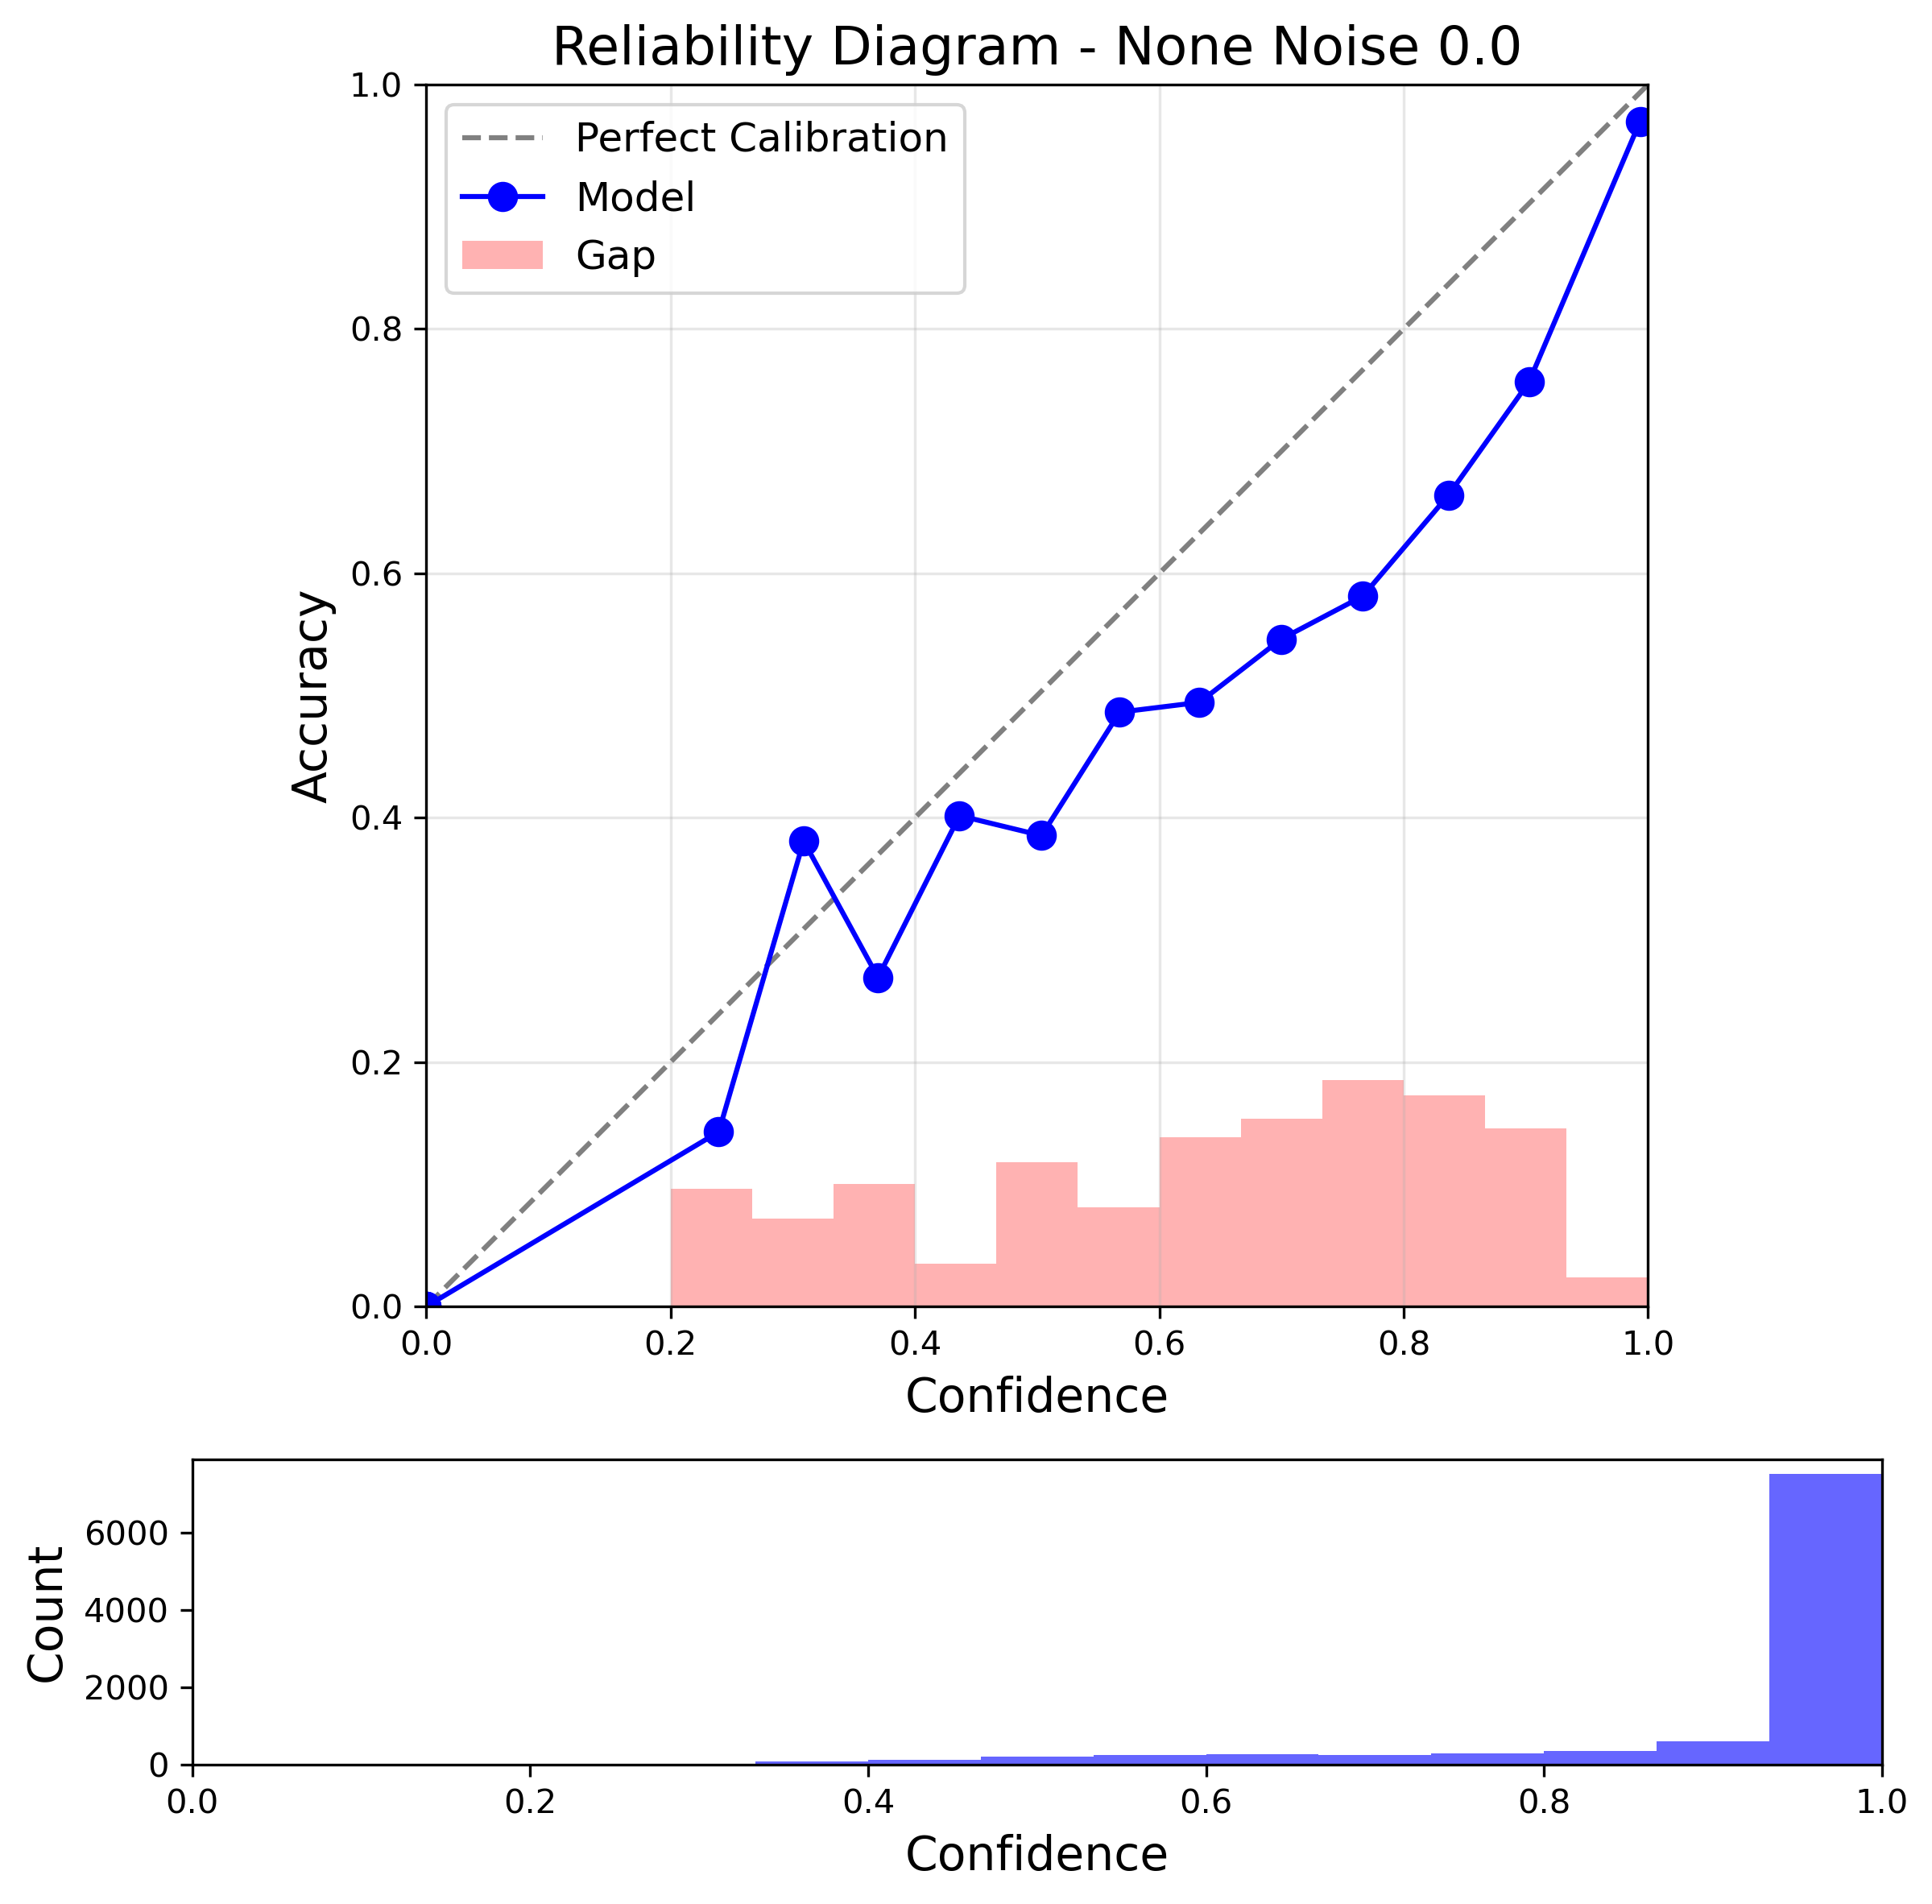 Reliability Diagram - None Noise 0.0
1.0
Perfect Calibration
Model
Gap
0.8
0.6
Accuracy
0.4
0.2
0.0
0.0 0.2 0.4 0.6 0.8 1.0
Confidence
6000
Count
4000
2000
0
0.0 0.2 0.4 0.6 0.8 1.0
Confidence